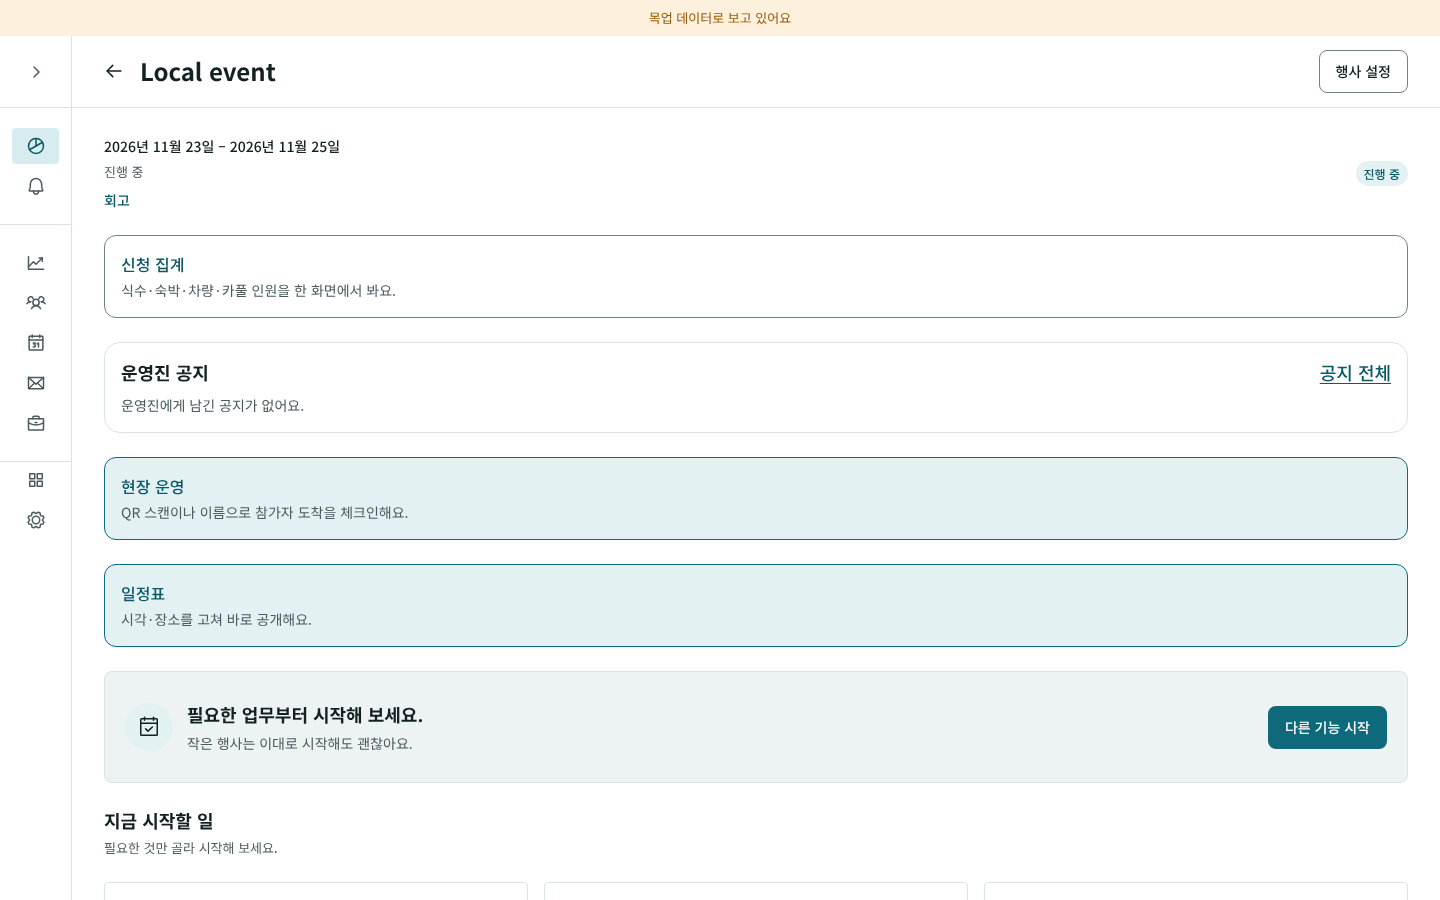 목업 데이터로 보고 있어요
Local event
행사 설정
2026년 11월 23일 – 2026년 11월 25일
진행 중
진행 중
회고
신청 집계
식수·숙박·차량·카풀 인원을 한 화면에서 봐요.
운영진 공지
공지 전체
운영진에게 남긴 공지가 없어요.
현장 운영
QR 스캔이나 이름으로 참가자 도착을 체크인해요.
일정표
시각·장소를 고쳐 바로 공개해요.
필요한 업무부터 시작해 보세요.
작은 행사는 이대로 시작해도 괜찮아요.
다른 기능 시작
지금 시작할 일
필요한 것만 골라 시작해 보세요.